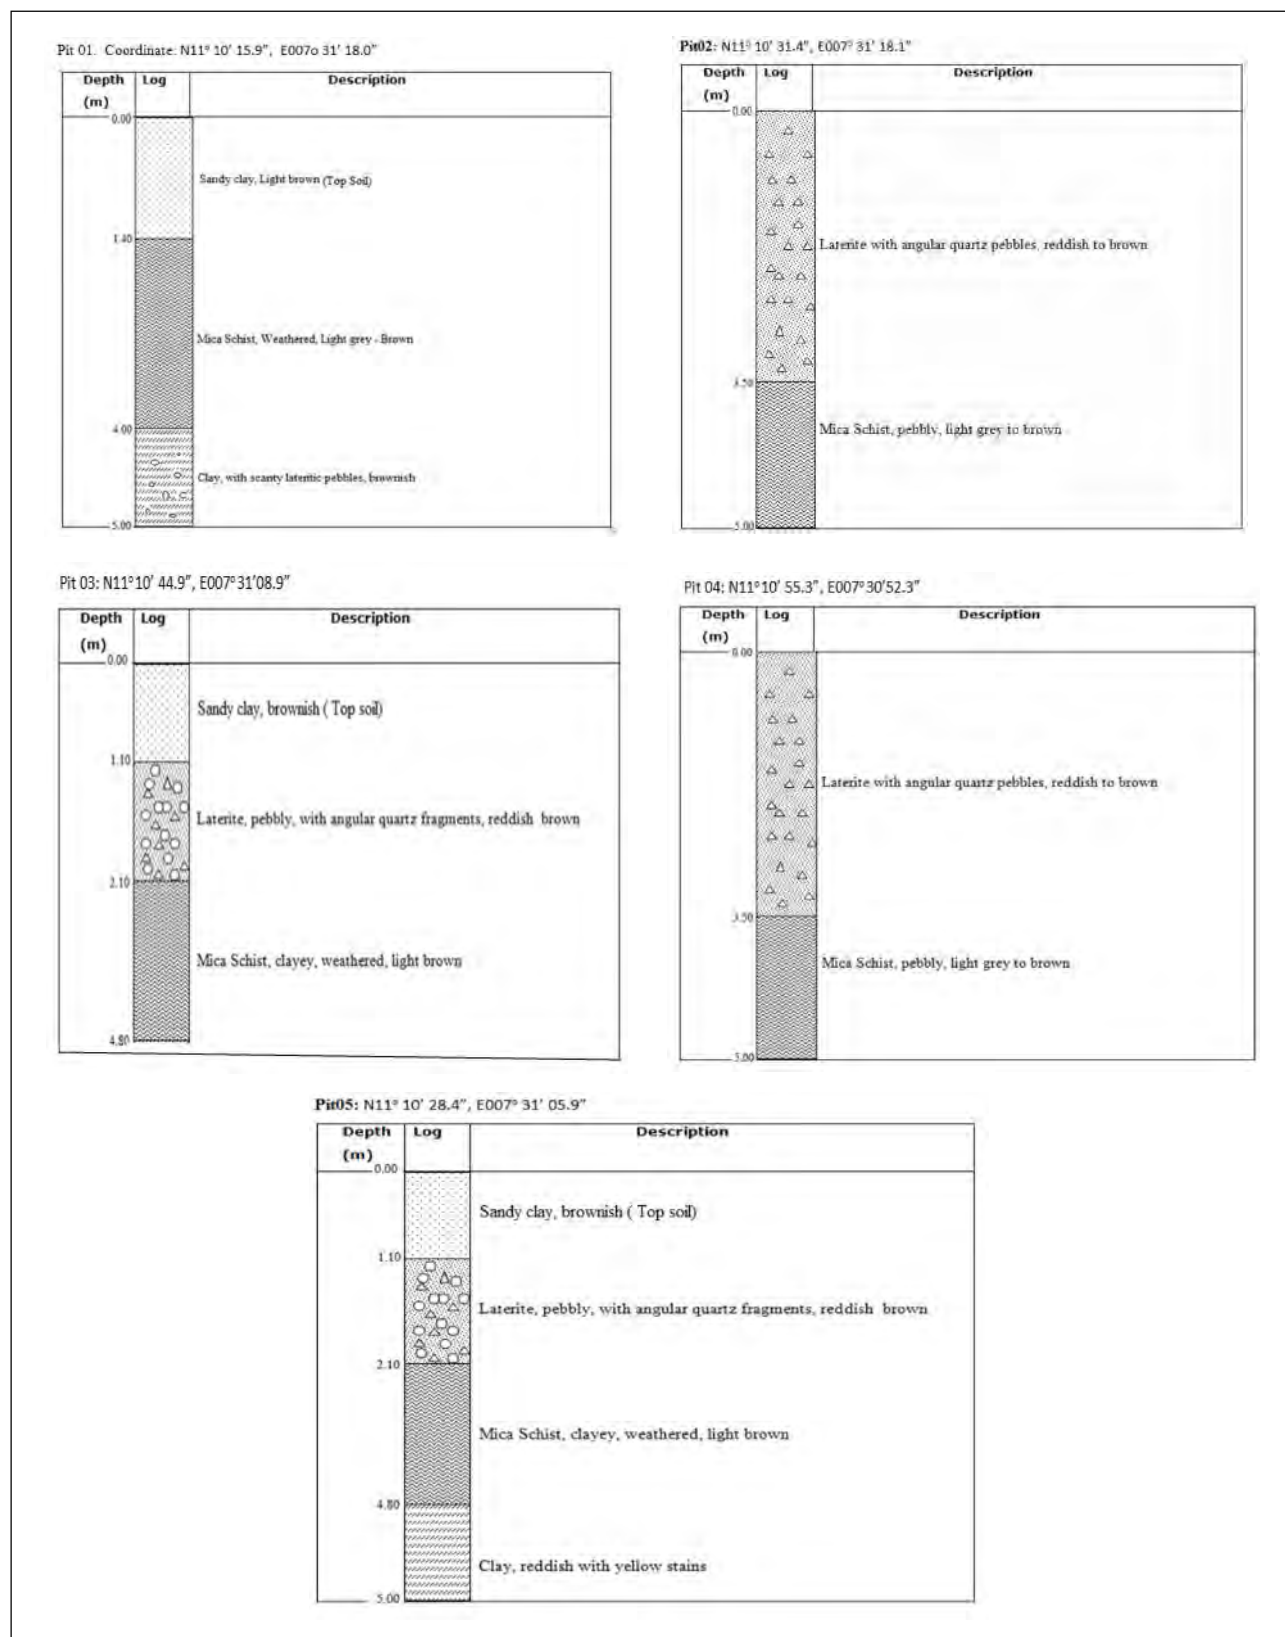 Pit 01. Coordinate: N11° 10' 15.9", E007o 31' 18.0"
Depth (m) Log Description
0.00
Sandy clay, Light brown (Top Soil)
1.40
Mica Schist, Weathered, Light grey - Brown
4.00
Clay, with scanty lateritic pebbles, brownish
5.00
Pit02: N11° 10' 31.4", E007° 31' 18.1"
Depth (m) Log Description
0.00
Laterite with angular quartz pebbles, reddish to brown
3.50
Mica Schist, pebbly, light grey to brown
5.00
Pit 03: N11°10' 44.9", E007°31'08.9"
Depth (m) Log Description
0.00
Sandy clay, brownish ( Top soil)
1.10
Laterite, pebbly, with angular quartz fragments, reddish brown
2.10
Mica Schist, clayey, weathered, light brown
4.80
Pit 04: N11°10' 55.3", E007°30'52.3"
Depth (m) Log Description
0.00
Laterite with angular quartz pebbles, reddish to brown
3.50
Mica Schist, pebbly, light grey to brown
5.00
Pit05: N11° 10' 28.4", E007° 31' 05.9"
Depth (m) Log Description
0.00
Sandy clay, brownish ( Top soil)
1.10
Laterite, pebbly, with angular quartz fragments, reddish brown
2.10
Mica Schist, clayey, weathered, light brown
4.80
Clay, reddish with yellow stains
5.00